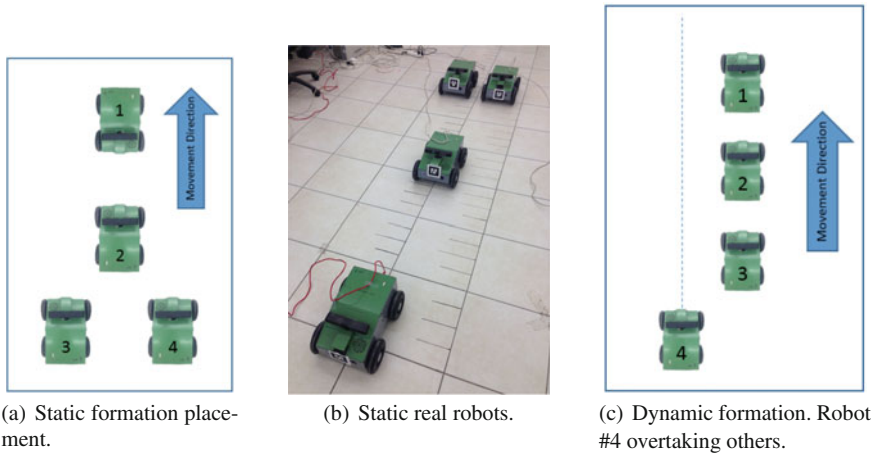 1
2
3
4
Movement Direction
1
2
3
4
Movement Direction
(a) Static formation place-
ment.
(b) Static real robots.
(c) Dynamic formation. Robot
#4 overtaking others.